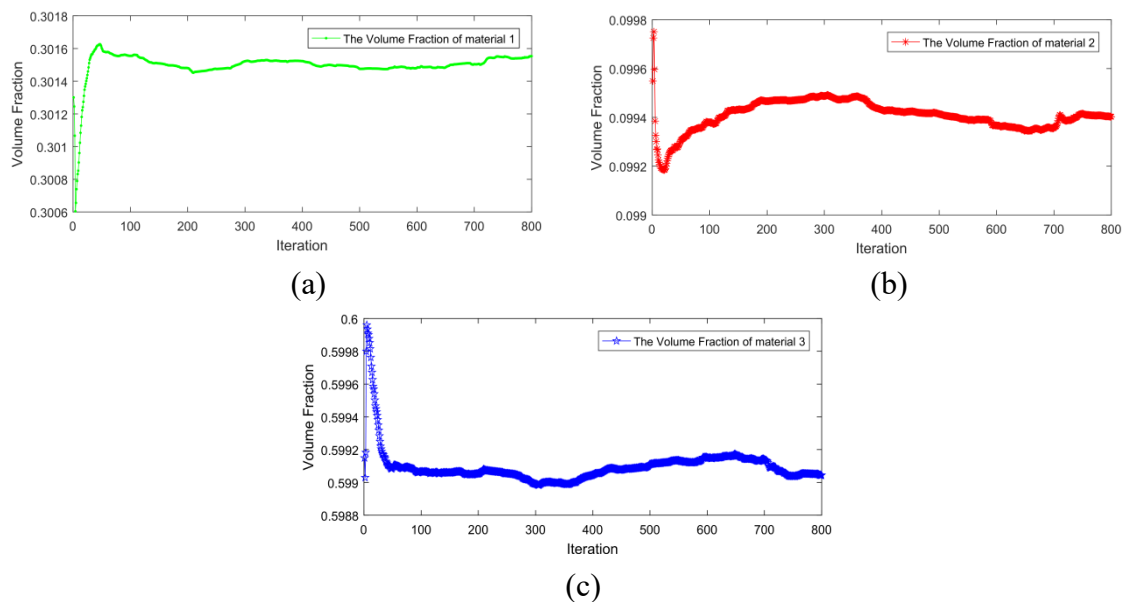 0.3018
0.3016
0.3014
0.3012
0.301
0.3008
0.3006
Volume Fraction
The Volume Fraction of material 1
0 100 200 300 400 500 600 700 800
Iteration
(a)
0.0998
0.0996
0.0994
0.0992
0.099
Volume Fraction
The Volume Fraction of material 2
0 100 200 300 400 500 600 700 800
Iteration
(b)
0.6
0.5998
0.5996
0.5994
0.5992
0.599
0.5988
Volume Fraction
The Volume Fraction of material 3
0 100 200 300 400 500 600 700 800
Iteration
(c)